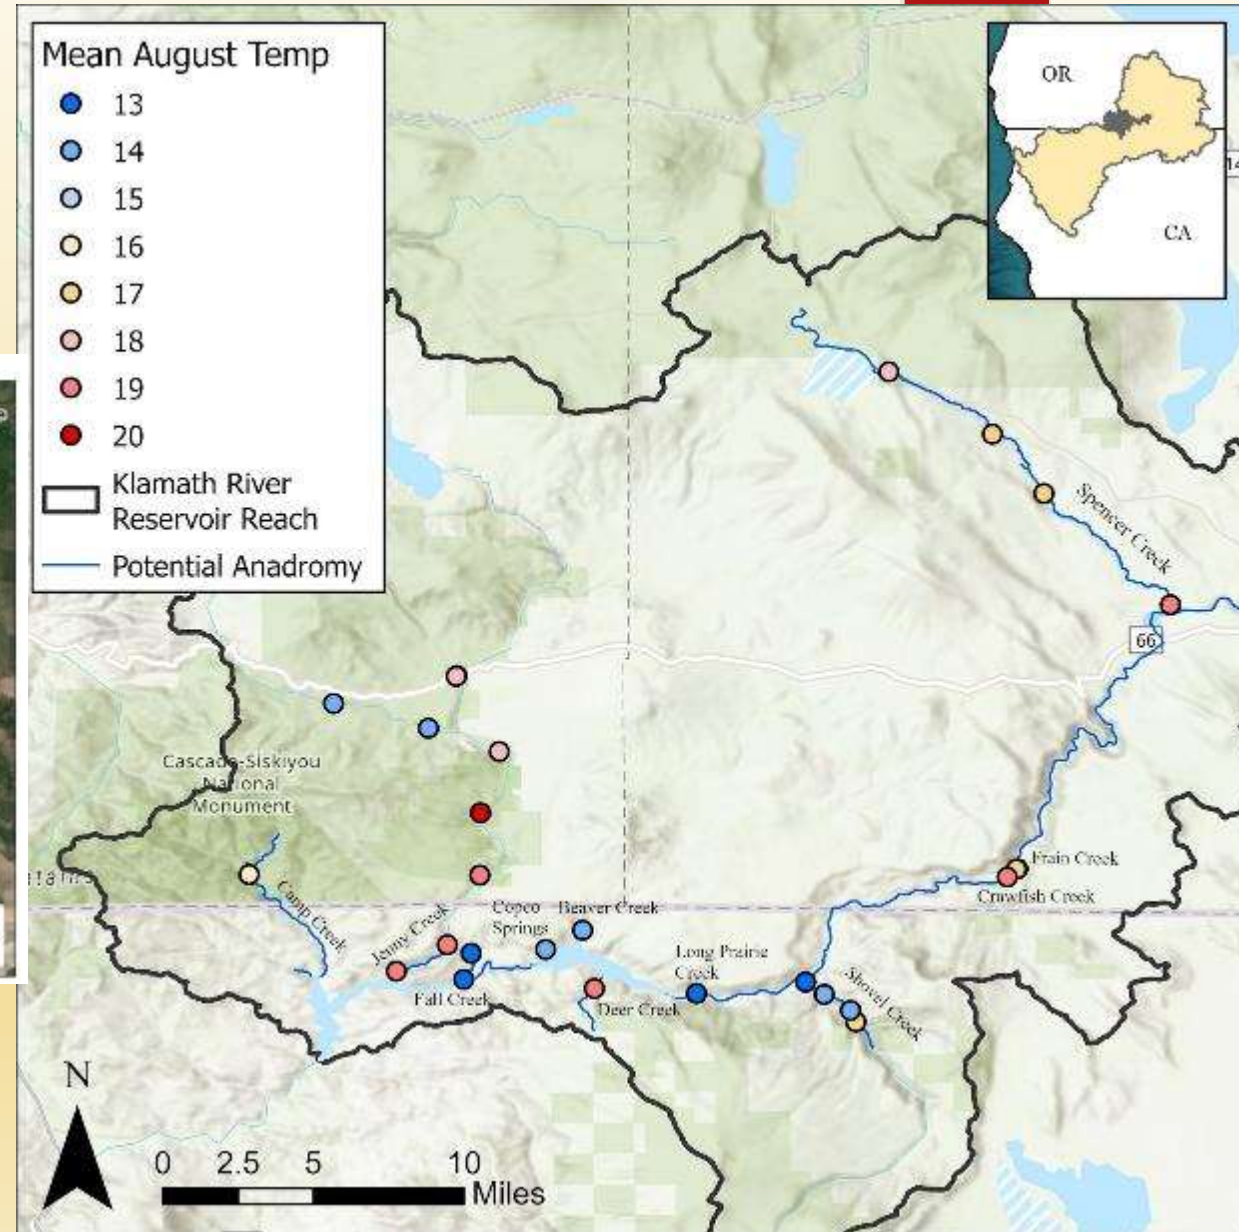 Mean August Temp
13
14
15
16
17
18
19
20
Klamath River
Reservoir Reach
Potential Anadromy
OR
CA
Spencer Creek
66
Cascade-Siskiyou
National
Monument
Camp Creek
Jenny Creek
Fall Creek
Copco
Springs
Beaver Creek
Deer Creek
Long Prairie
Creek
Shovel Creek
Frain Creek
Crawfish Creek
N
0 2.5 5 10
Miles